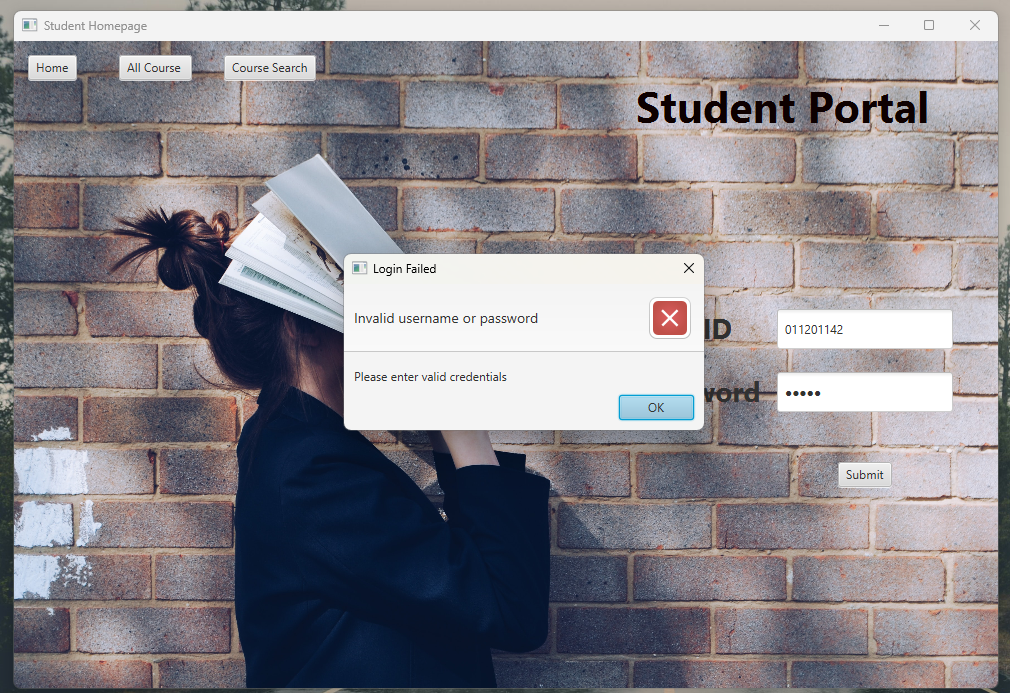 Student Homepage
Home
All Course
Course Search
Student Portal
Login Failed
Invalid username or password
Please enter valid credentials
OK
ID
011201142
•••••
Submit